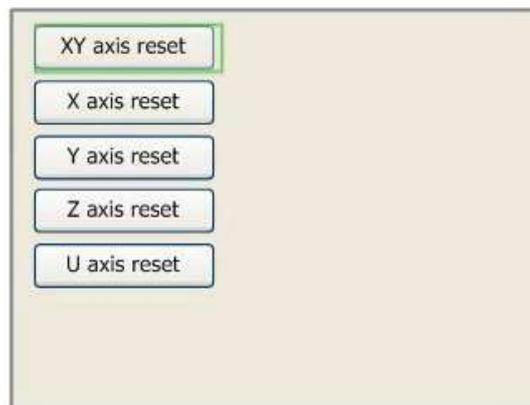 XY axis reset
X axis reset
Y axis reset
Z axis reset
U axis reset